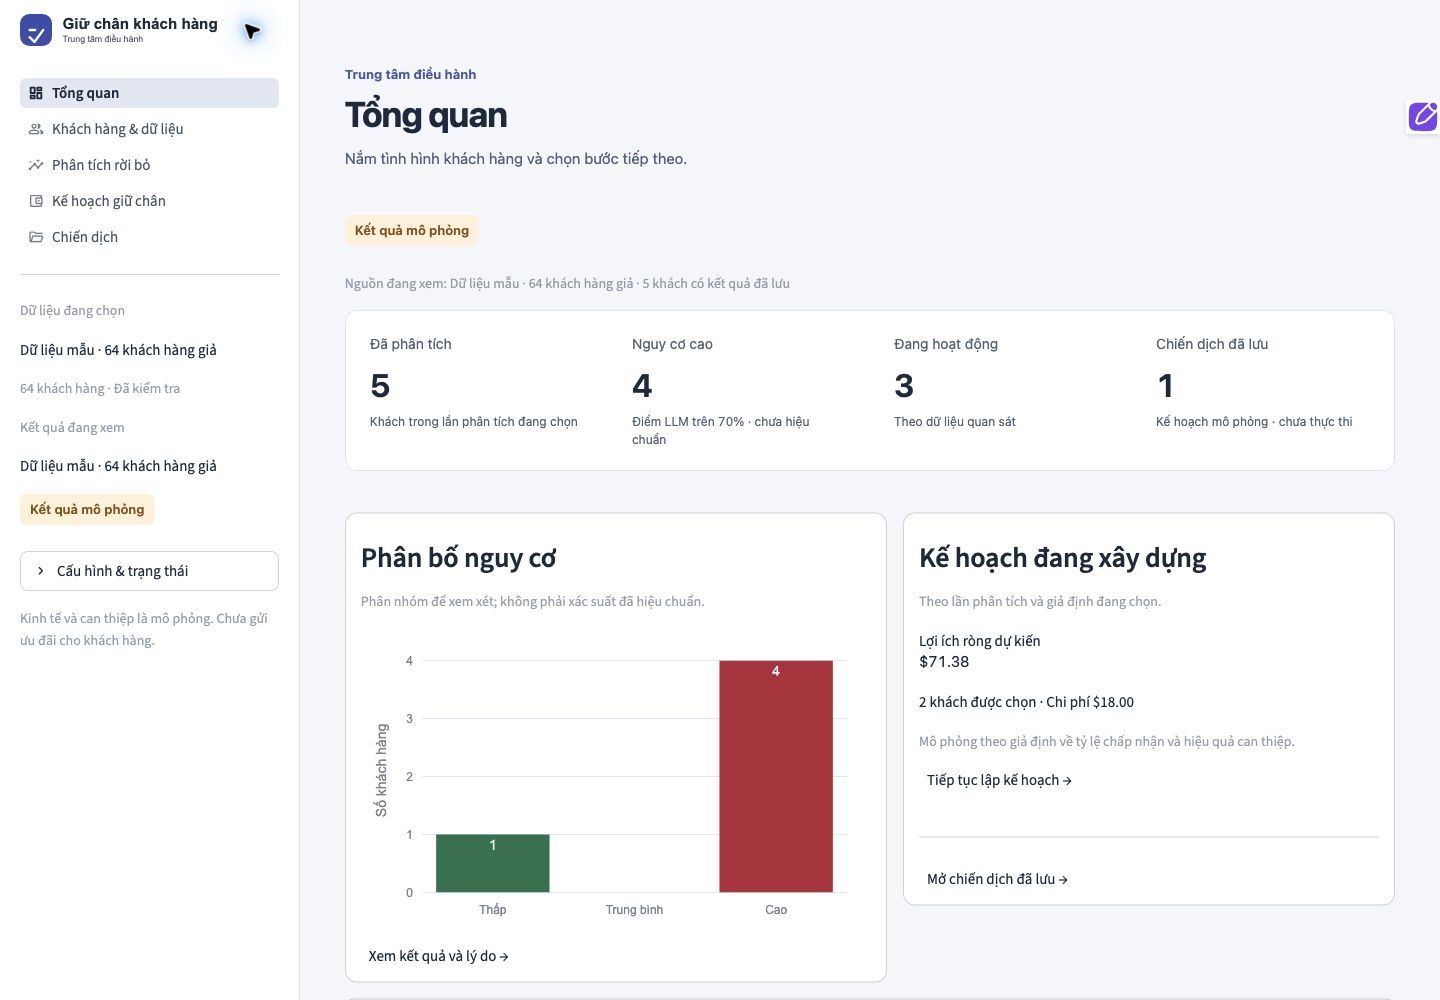 Giữ chân khách hàng
Trung tâm điều hành
Tổng quan
Khách hàng & dữ liệu
Phân tích rời bỏ
Kế hoạch giữ chân
Chiến dịch
Dữ liệu đang chọn
Dữ liệu mẫu · 64 khách hàng giả
64 khách hàng · Đã kiểm tra
Kết quả đang xem
Dữ liệu mẫu · 64 khách hàng giả
Kết quả mô phỏng
Cấu hình & trạng thái
Kinh tế và can thiệp là mô phỏng. Chưa gửi
ưu đãi cho khách hàng.
Trung tâm điều hành
Tổng quan
Nắm tình hình khách hàng và chọn bước tiếp theo.
Kết quả mô phỏng
Nguồn đang xem: Dữ liệu mẫu · 64 khách hàng giả · 5 khách có kết quả đã lưu
Đã phân tích
5
Khách trong lần phân tích đang chọn
Nguy cơ cao
4
Điểm LLM trên 70% · chưa hiệu
chuẩn
Đang hoạt động
3
Theo dữ liệu quan sát
Chiến dịch đã lưu
1
Kế hoạch mô phỏng · chưa thực thi
Phân bố nguy cơ
Phân nhóm để xem xét; không phải xác suất đã hiệu chuẩn.
Số khách hàng
4
3
2
1
0
1
4
Thấp
Trung bình
Cao
Xem kết quả và lý do →
Kế hoạch đang xây dựng
Theo lần phân tích và giả định đang chọn.
Lợi ích ròng dự kiến
$71.38
2 khách được chọn · Chi phí $18.00
Mô phỏng theo giả định về tỷ lệ chấp nhận và hiệu quả can thiệp.
Tiếp tục lập kế hoạch →
Mở chiến dịch đã lưu →